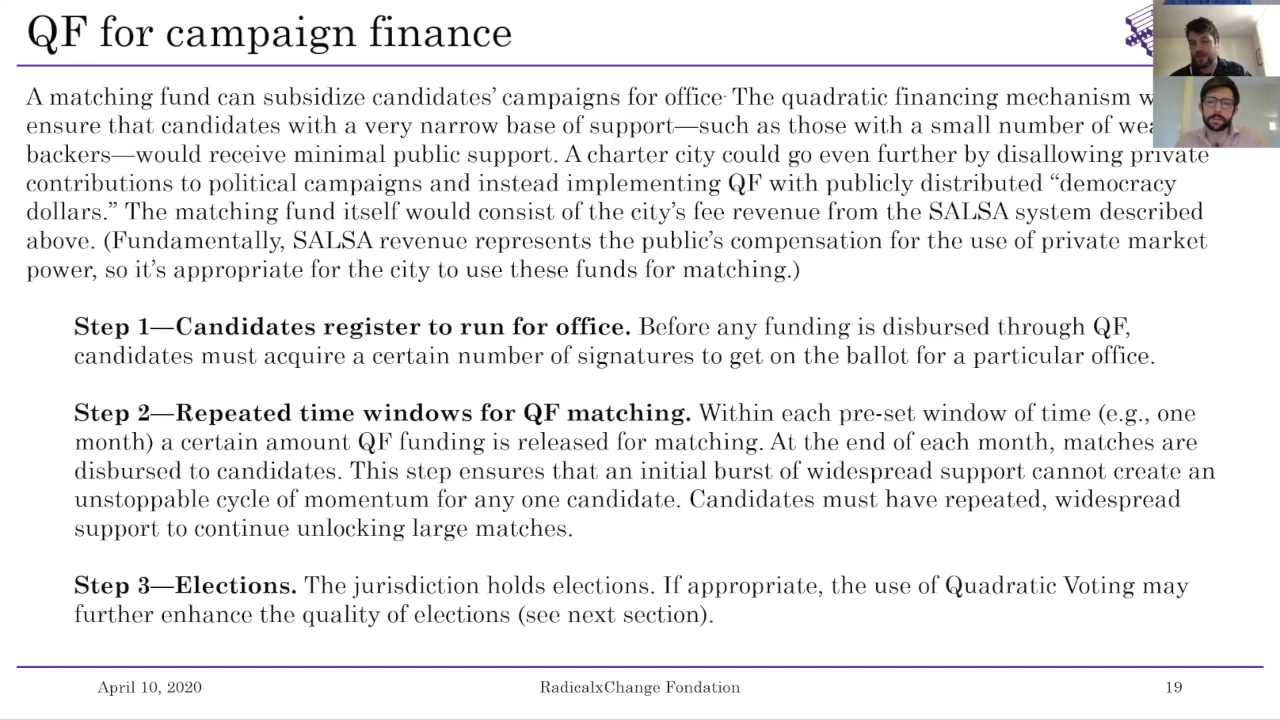 QF for campaign finance
A matching fund can subsidize candidates’ campaigns for office. The quadratic financing mechanism
ensure that candidates with a very narrow base of support—such as those with a small number of
backers—would receive minimal public support. A charter city could go even further by disallowing private
contributions to political campaigns and instead implementing QF with publicly distributed “democracy
dollars.” The matching fund itself would consist of the city’s fee revenue from the SALSA system described
above. (Fundamentally, SALSA revenue represents the public’s compensation for the use of private market
power, so it’s appropriate for the city to use these funds for matching.)
Step 1—Candidates register to run for office. Before any funding is disbursed through QF,
candidates must acquire a certain number of signatures to get on the ballot for a particular office.
Step 2—Repeated time windows for QF matching. Within each pre-set window of time (e.g., one
month) a certain amount QF funding is released for matching. At the end of each month, matches are
disbursed to candidates. This step ensures that an initial burst of widespread support cannot create an
unstoppable cycle of momentum for any one candidate. Candidates must have repeated, widespread
support to continue unlocking large matches.
Step 3—Elections. The jurisdiction holds elections. If appropriate, the use of Quadratic Voting may
further enhance the quality of elections (see next section).
April 10, 2020
RadicalxChange Fondation
19